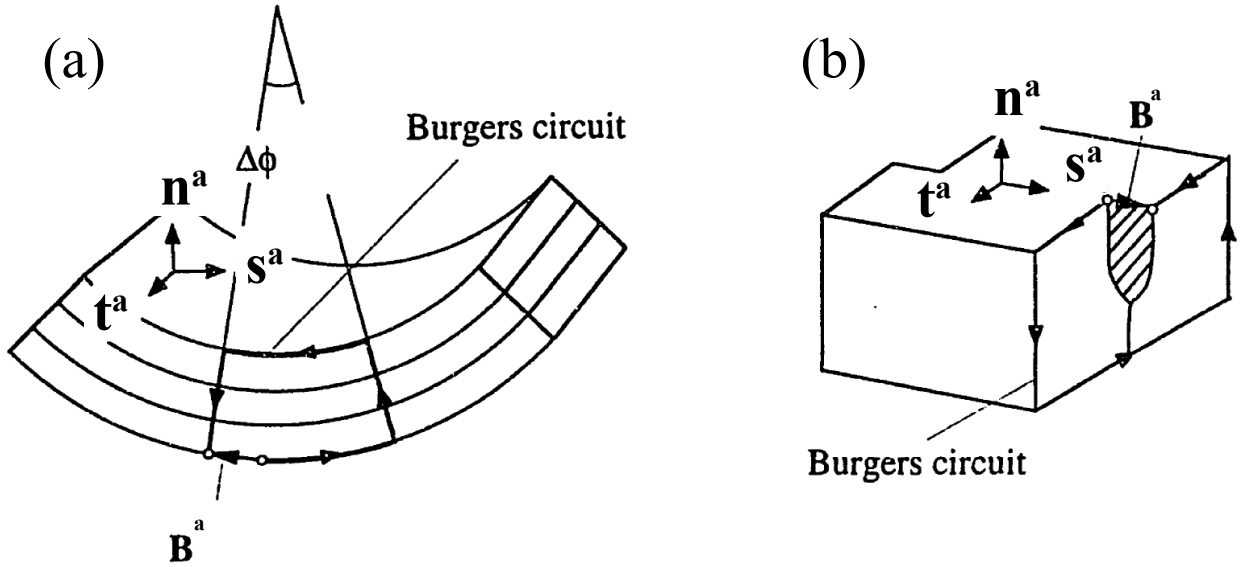 (a)
Burgers circuit
Δϕ
nᵃ
sᵃ
tᵃ
Bᵃ
(b)
nᵃ
Bᵃ
sᵃ
tᵃ
Burgers circuit